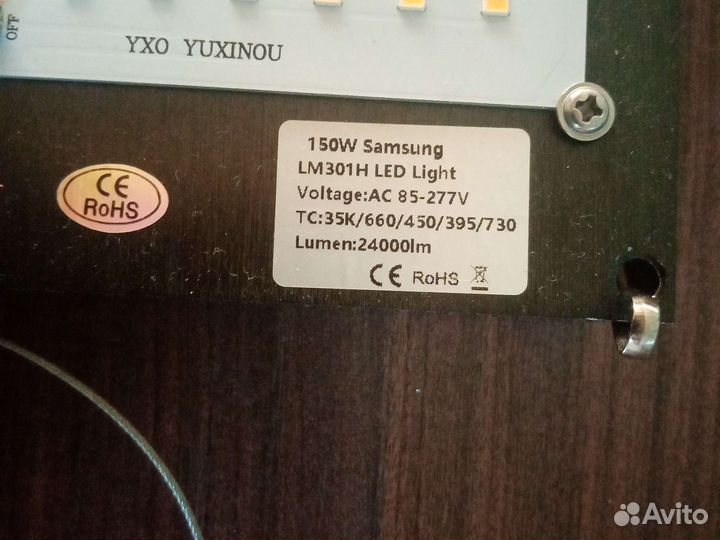 OFF
YXO YUXINOU
150W Samsung
LM301H LED Light
Voltage:AC 85-277V
TC:35K/660/450/395/730
Lumen:24000lm
CE RoHS
CE
RoHS
Avito